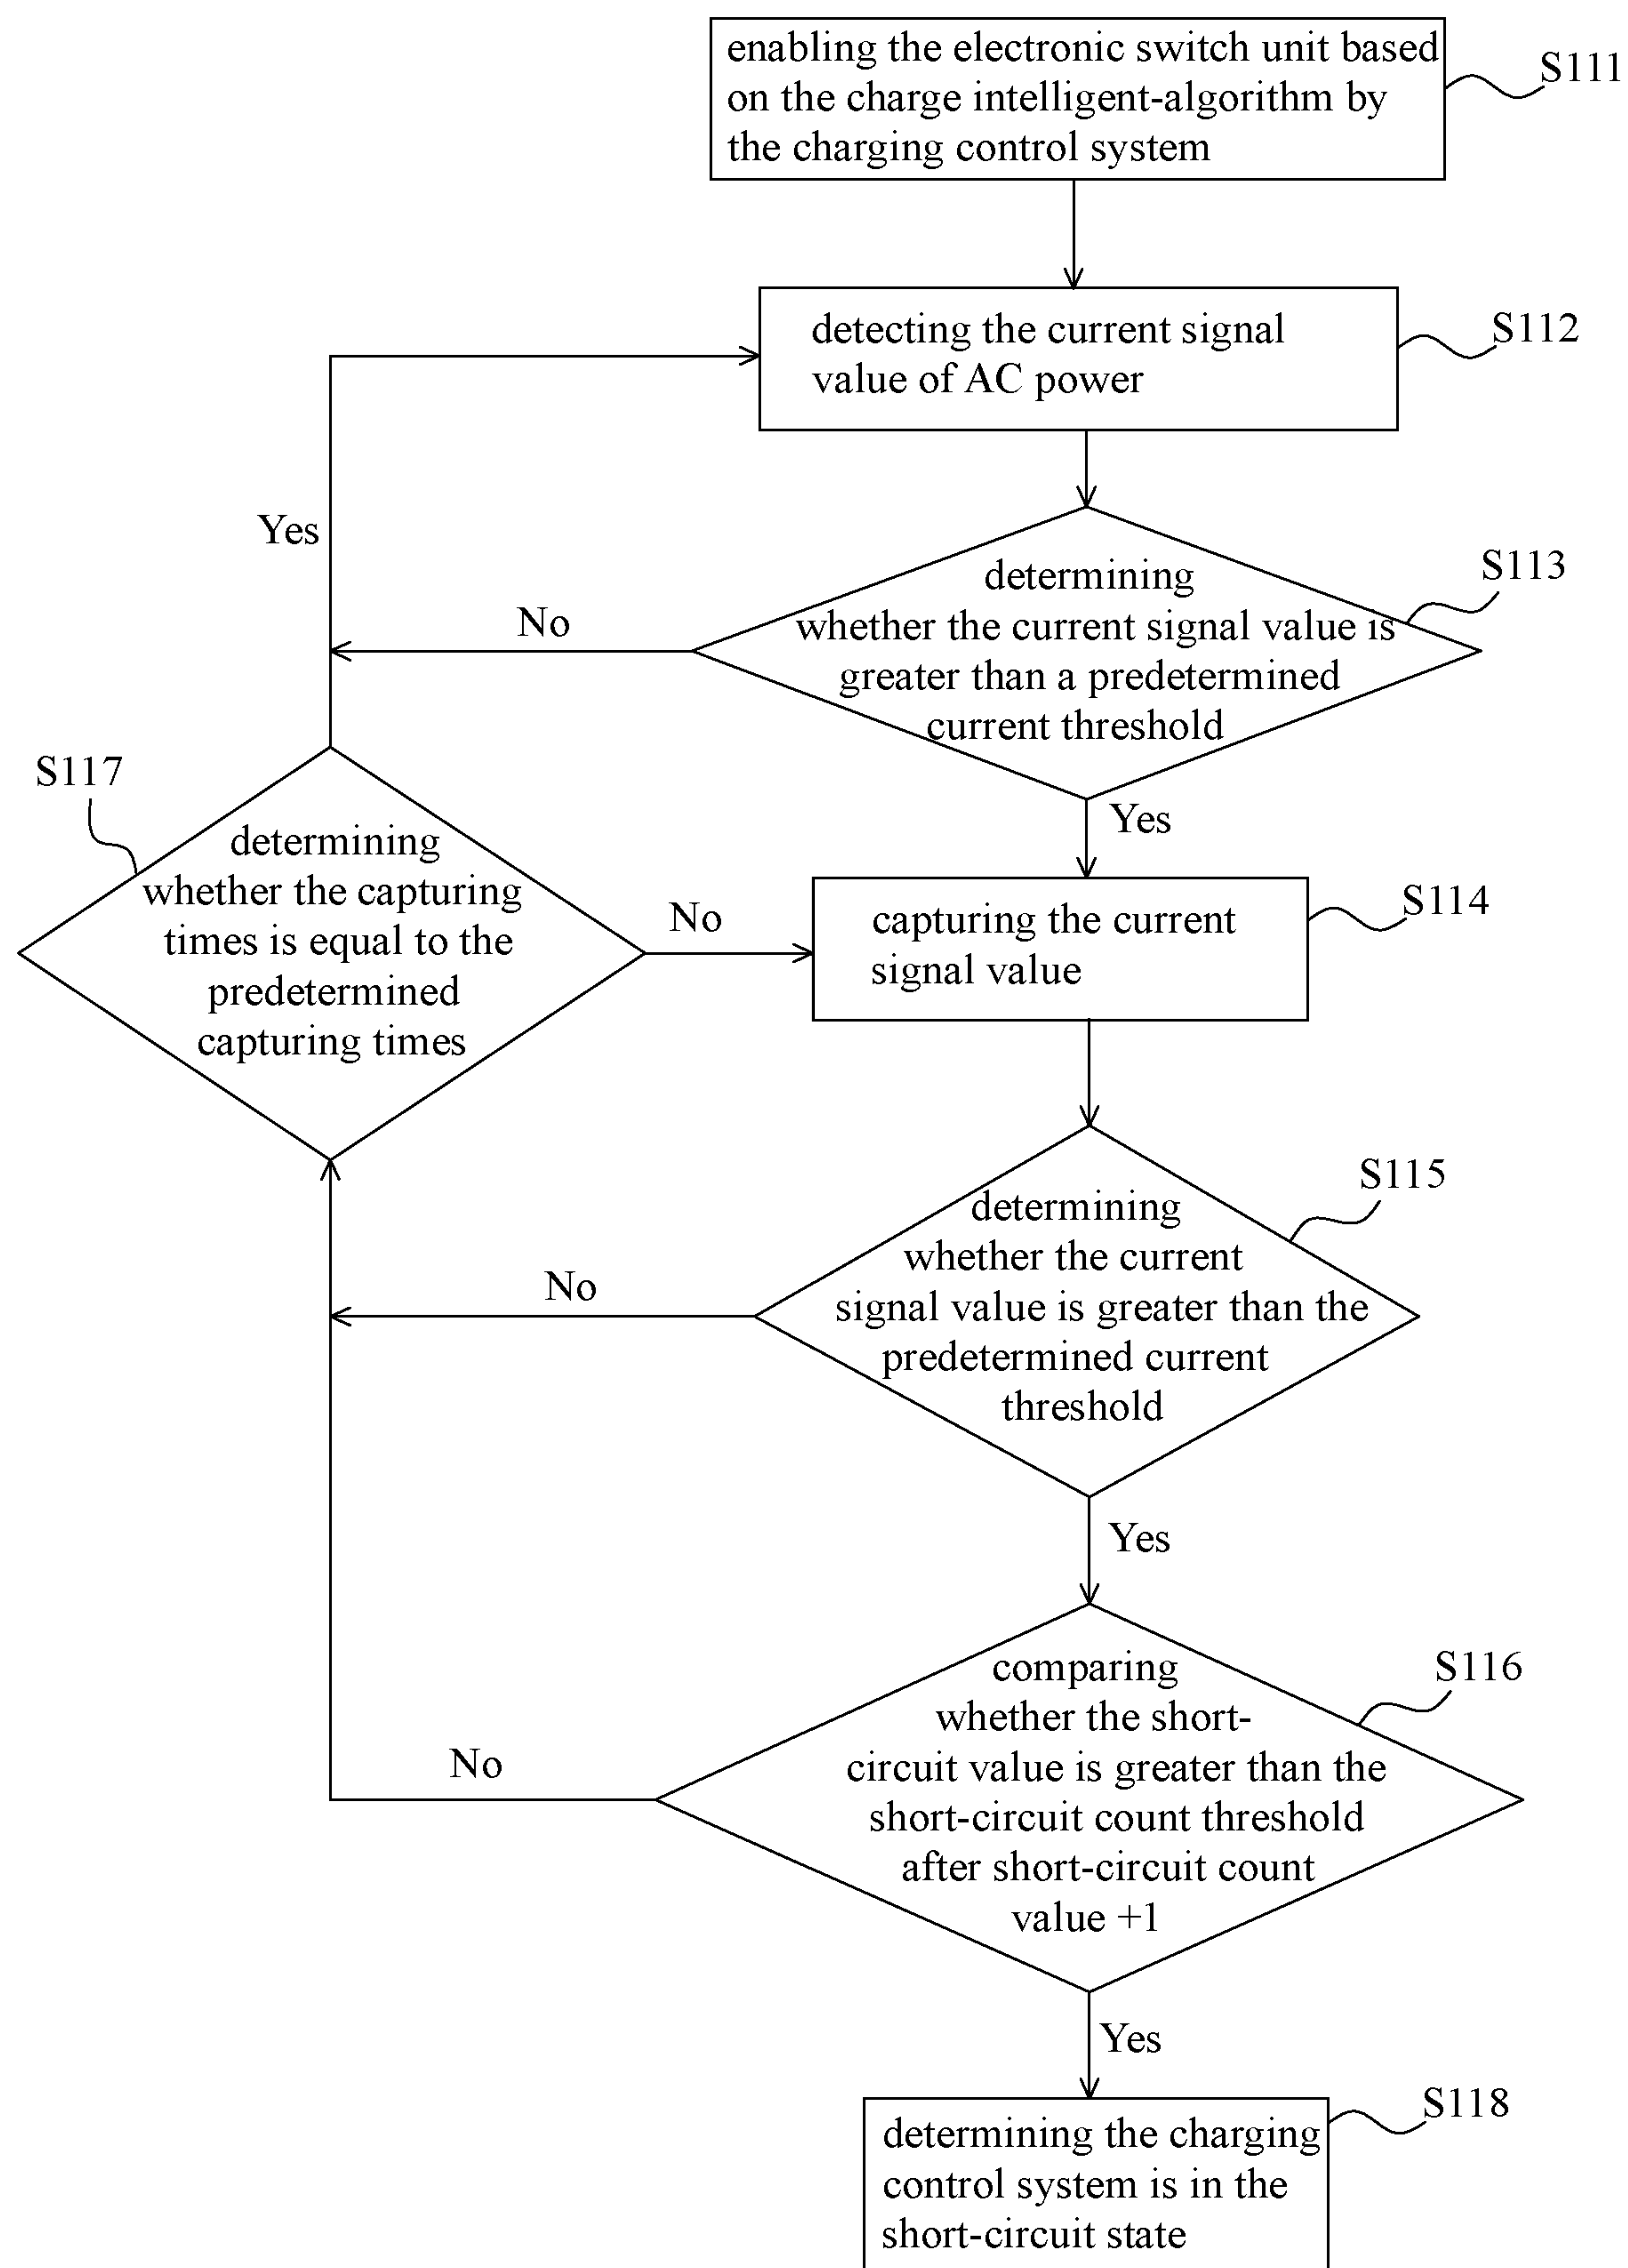 enabling the electronic switch unit based
on the charge intelligent-algorithm by
the charging control system
S111
detecting the current signal
value of AC power
S112
Yes
determining
whether the current signal value is
greater than a predetermined
current threshold
S113
No
Yes
S117
determining
whether the capturing
times is equal to the
predetermined
capturing times
No
capturing the current
signal value
S114
determining
whether the current
signal value is greater than the
predetermined current
threshold
S115
No
Yes
comparing
whether the short-
circuit value is greater than the
short-circuit count threshold
after short-circuit count
value +1
S116
No
Yes
determining the charging
control system is in the
short-circuit state
S118